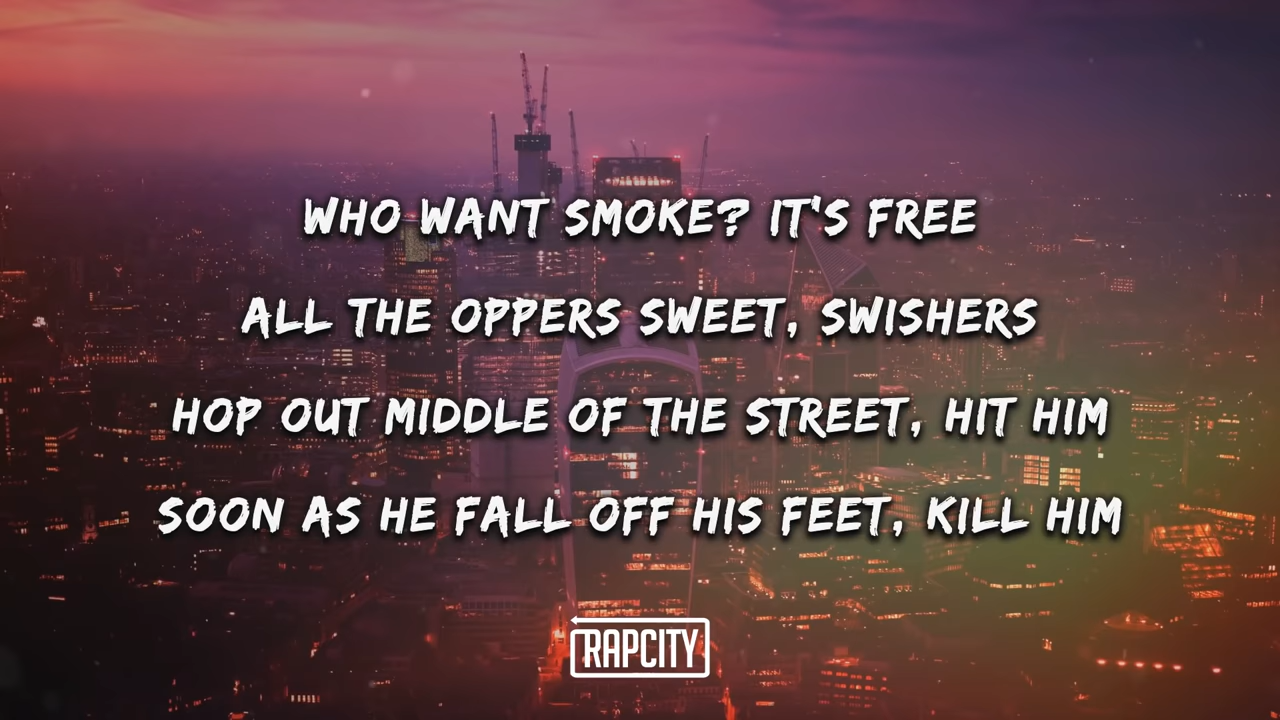 WHO WANT SMOKE? IT'S FREE
ALL THE OPPERS SWEET, SWISHERS
HOP OUT MIDDLE OF THE STREET, HIT HIM
SOON AS HE FALL OFF HIS FEET, KILL HIM
RAPCITY